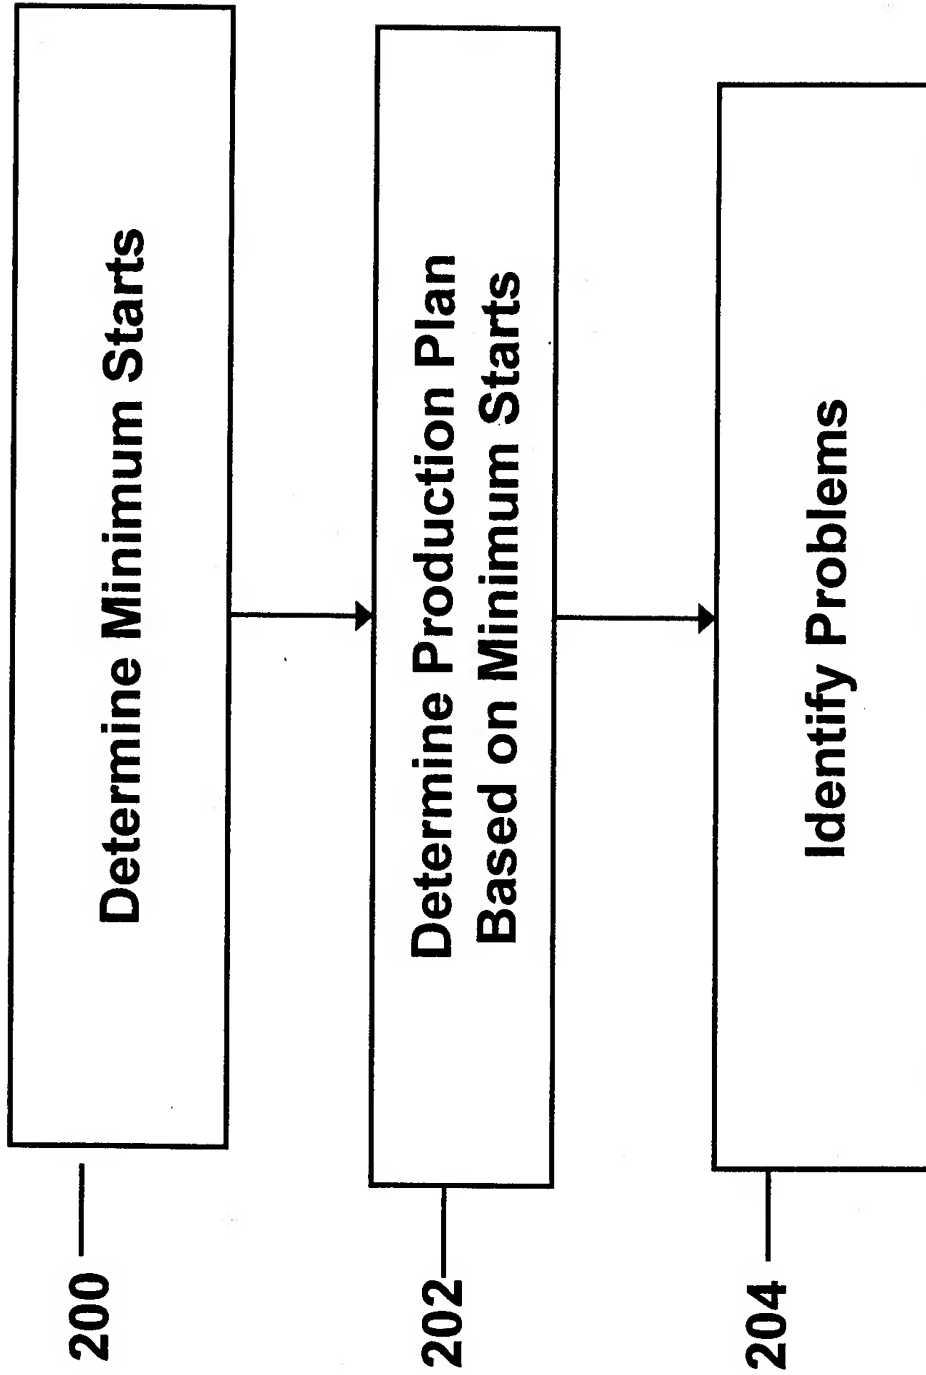 200
Determine Minimum Starts
202
Determine Production Plan
Based on Minimum Starts
204
Identify Problems